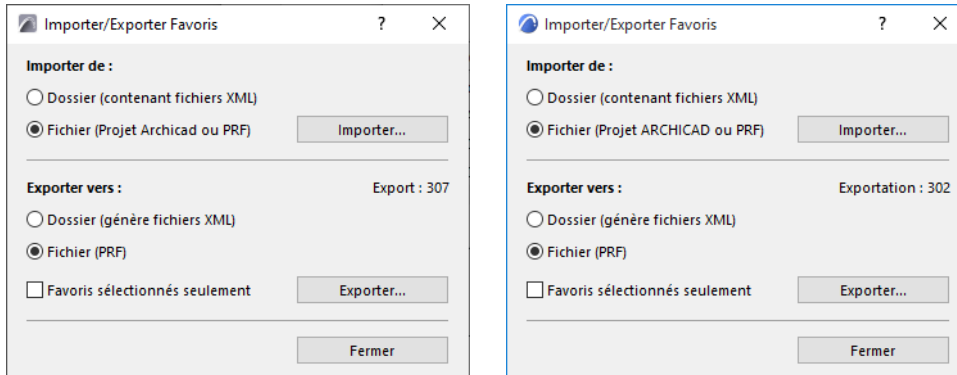 Importer/Exporter Favoris ?
Importer de :
Dossier (contenant fichiers XML)
Fichier (Projet Archicad ou PRF) Importer...
Exporter vers : Export : 307
Dossier (génère fichiers XML)
Fichier (PRF)
Favoris sélectionnés seulement Exporter...
Fermer
Importer/Exporter Favoris ?
Importer de :
Dossier (contenant fichiers XML)
Fichier (Projet ARCHICAD ou PRF) Importer...
Exporter vers : Exportation : 302
Dossier (génère fichiers XML)
Fichier (PRF)
Favoris sélectionnés seulement Exporter...
Fermer